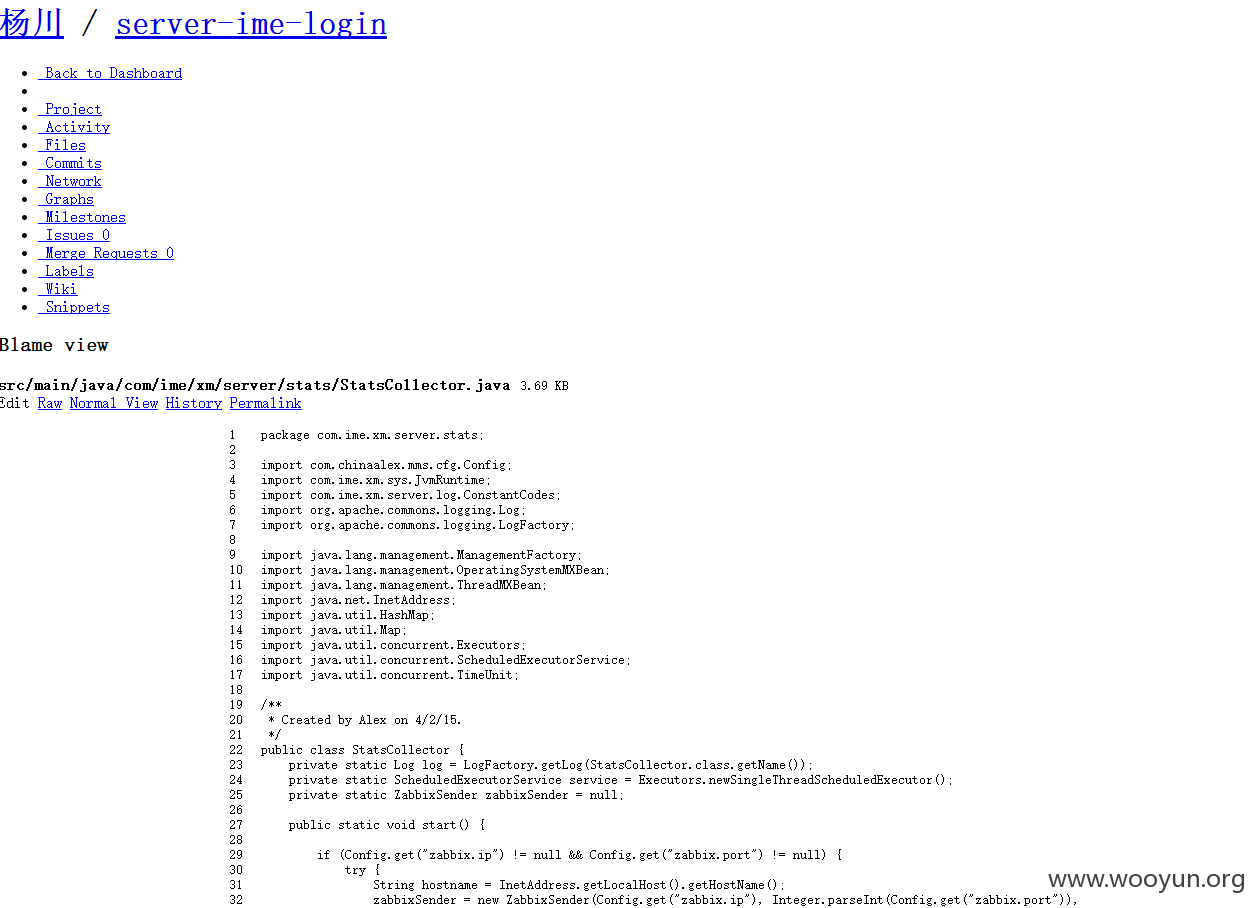 杨川 / server-ime-login
Back to Dashboard
Project
Activity
Files
Commits
Network
Graphs
Milestones
Issues 0
Merge Requests 0
Labels
Wiki
Snippets
Blame view
src/main/java/com/ime/xm/server/stats/StatsCollector.java 3.69 KB
Edit Raw Normal View History Permalink
1 package com.ime.xm.server.stats;
2
3 import com.chinaalex.mms.cfg.Config;
4 import com.ime.xm.sys.JvmRuntime;
5 import com.ime.xm.server.log.ConstantCodes;
6 import org.apache.commons.logging.Log;
7 import org.apache.commons.logging.LogFactory;
8
9 import java.lang.management.ManagementFactory;
10 import java.lang.management.OperatingSystemMXBean;
11 import java.lang.management.ThreadMXBean;
12 import java.net.InetAddress;
13 import java.util.HashMap;
14 import java.util.Map;
15 import java.util.concurrent.Executors;
16 import java.util.concurrent.ScheduledExecutorService;
17 import java.util.concurrent.TimeUnit;
18
19 /**
20 * Created by Alex on 4/2/15.
21 */
22 public class StatsCollector {
23 private static Log log = LogFactory.getLog(StatsCollector.class.getName());
24 private static ScheduledExecutorService service = Executors.newSingleThreadScheduledExecutor();
25 private static ZabbixSender zabbixSender = null;
26
27 public static void start() {
28
29 if (Config.get("zabbix.ip") != null && Config.get("zabbix.port") != null) {
30 try {
31 String hostname = InetAddress.getLocalHost().getHostName();
32 zabbixSender = new ZabbixSender(Config.get("zabbix.ip"), Integer.parseInt(Config.get("zabbix.port")),
www.wooyun.org